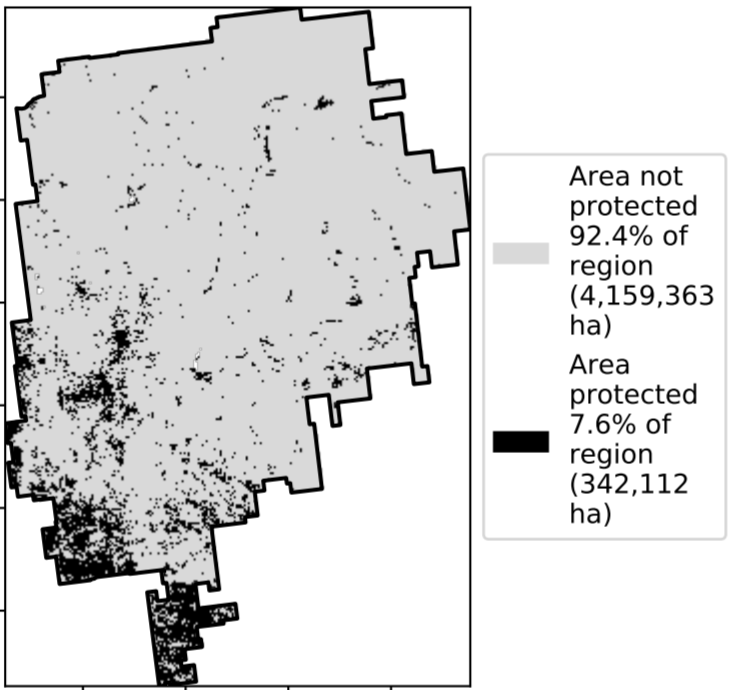 Area not
protected
92.4% of
region
(4,159,363
ha)
Area
protected
7.6% of
region
(342,112
ha)